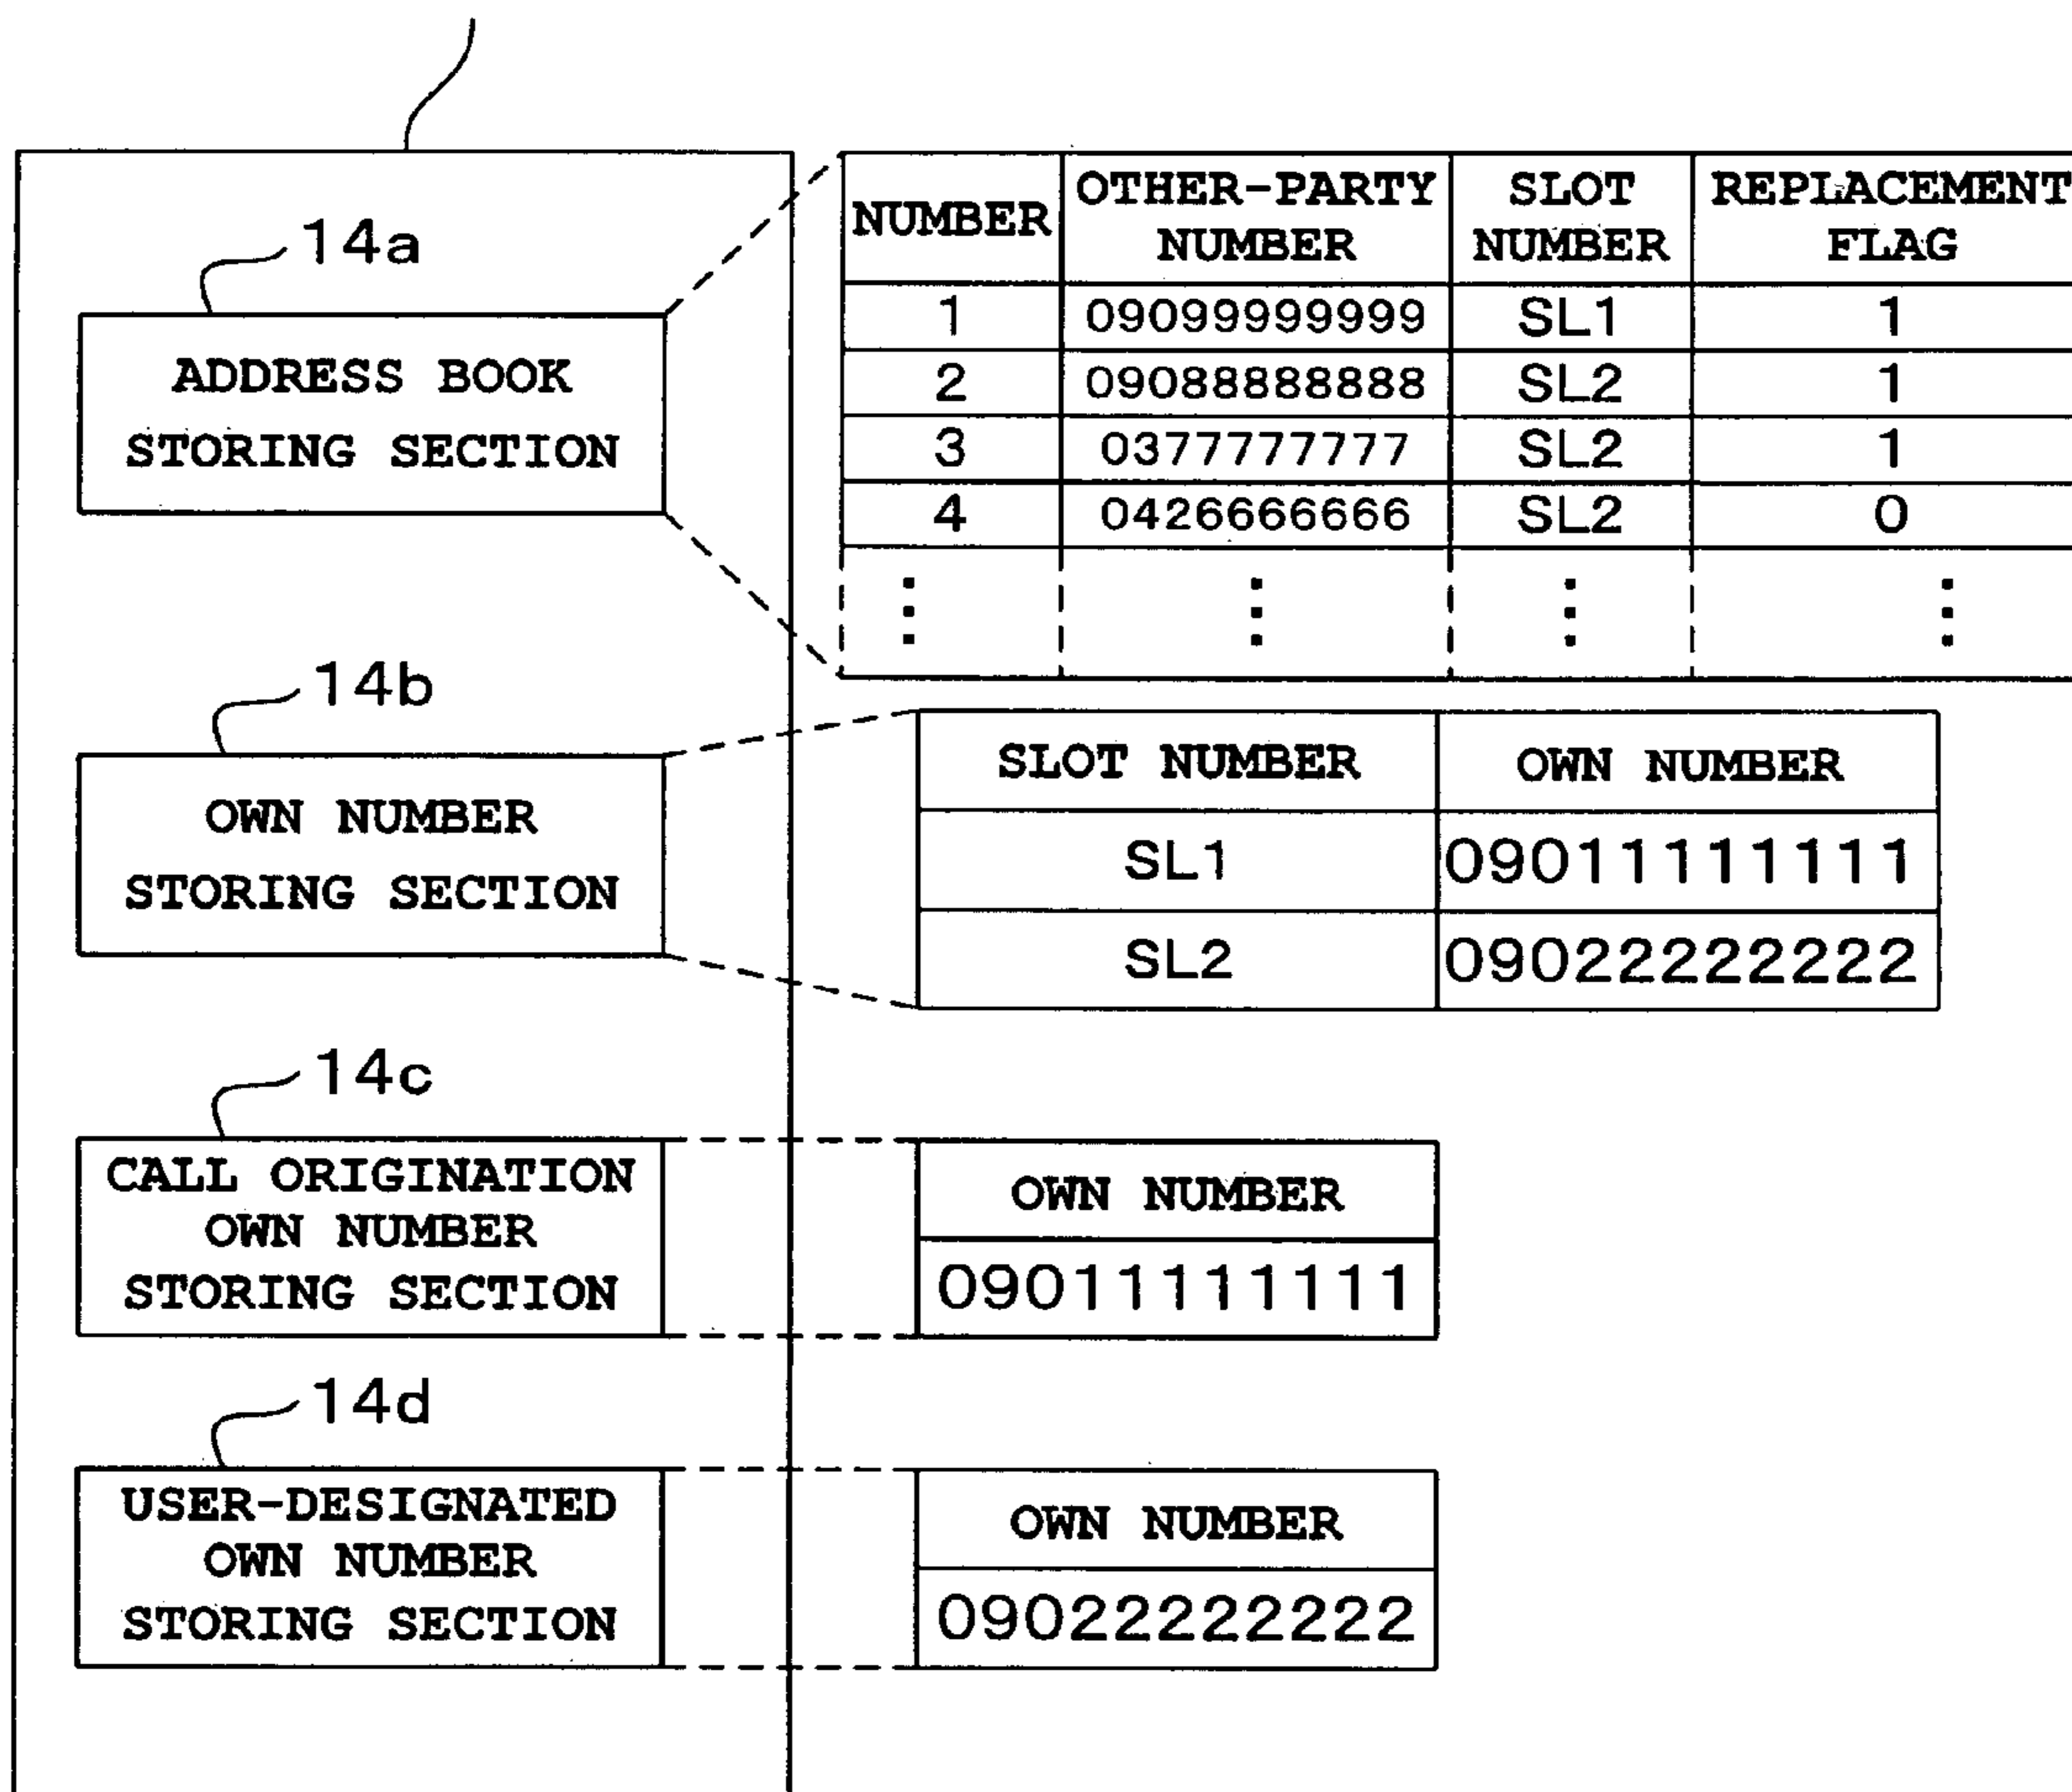 14a
ADDRESS BOOK
STORING SECTION
NUMBER OTHER-PARTY NUMBER SLOT NUMBER REPLACEMENT FLAG
1 09099999999 SL1 1
2 09088888888 SL2 1
3 0377777777 SL2 1
4 0426666666 SL2 0
14b
OWN NUMBER
STORING SECTION
SLOT NUMBER OWN NUMBER
SL1 09011111111
SL2 09022222222
14c
CALL ORIGINATION
OWN NUMBER
STORING SECTION
OWN NUMBER
09011111111
14d
USER-DESIGNATED
OWN NUMBER
STORING SECTION
OWN NUMBER
09022222222